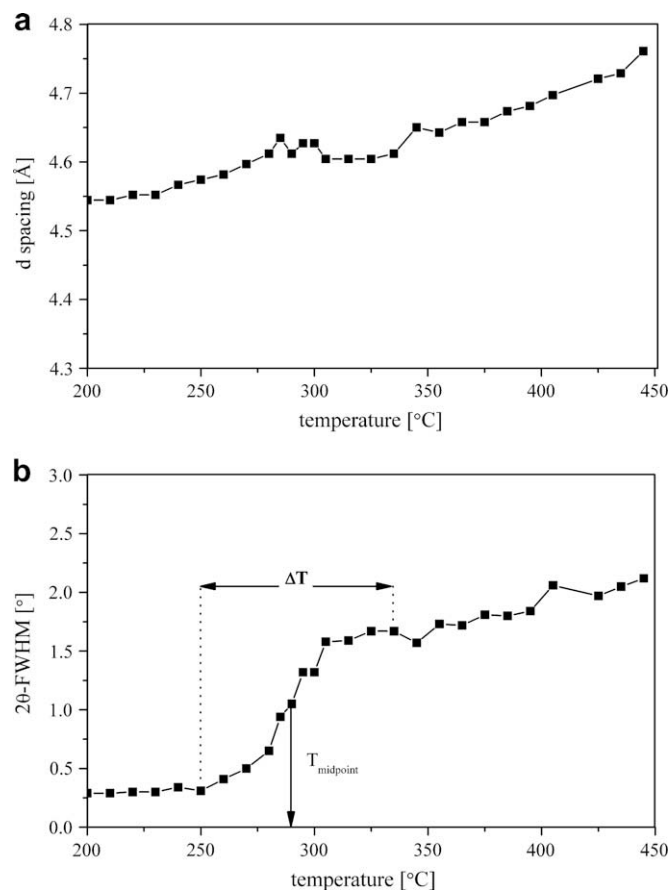 a
4.8
4.7
4.6
4.5
4.4
4.3
d spacing [Å]
200 250 300 350 400 450
temperature [°C]
b
3.0
2.5
2.0
1.5
1.0
0.5
0.0
2θ-FWHM [°]
ΔT
T midpoint
200 250 300 350 400 450
temperature [°C]